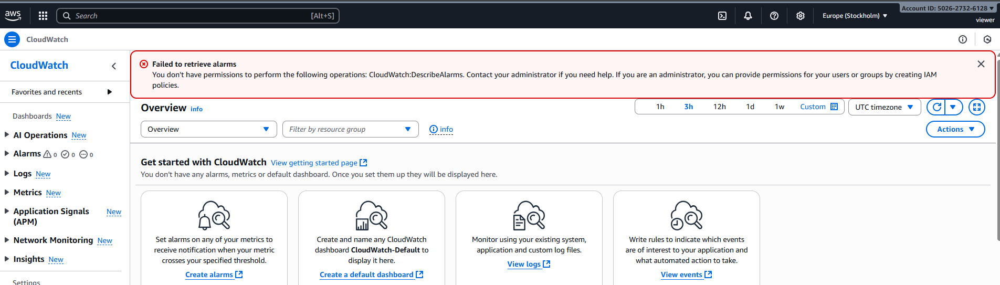 aws
Search [Alt+S]
Europe (Stockholm)
Account ID: 5026-2732-6128
viewer
CloudWatch
CloudWatch
Favorites and recents
Dashboards New
AI Operations New
Alarms 0 0 0
Logs New
Metrics New
Application Signals New
(APM)
Network Monitoring New
Insights New
Settings
Failed to retrieve alarms
You don't have permissions to perform the following operations: CloudWatch:DescribeAlarms. Contact your administrator if you need help. If you are an administrator, you can provide permissions for your users or groups by creating IAM
policies.
Overview info
1h 3h 12h 1d 1w Custom UTC timezone
Overview Filter by resource group info
Actions
Get started with CloudWatch View getting started page
You don't have any alarms, metrics or default dashboard. Once you set them up they will be displayed here.
Set alarms on any of your metrics to
receive notification when your metric
crosses your specified threshold.
Create alarms
Create and name any CloudWatch
dashboard CloudWatch-Default to
display it here.
Create a default dashboard
Monitor using your existing system,
application and custom log files.
View logs
Write rules to indicate which events
are of interest to your application and
what automated action to take.
View events